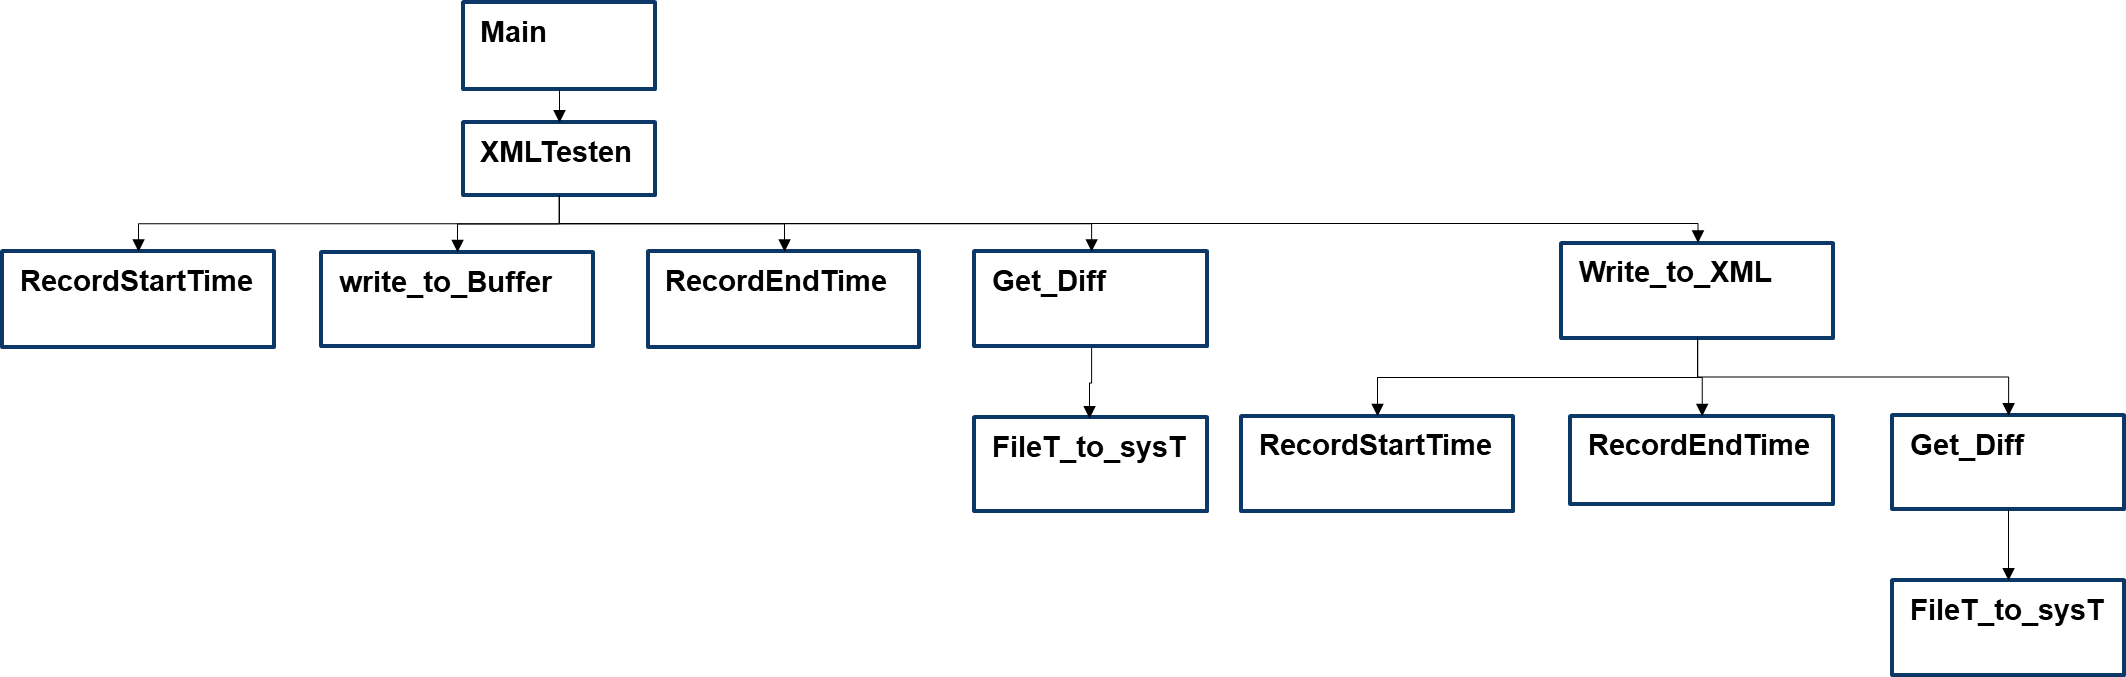 Main
XMLTesten
RecordStartTime
write_to_Buffer
RecordEndTime
Get_Diff
Write_to_XML
FileT_to_sysT
RecordStartTime
RecordEndTime
Get_Diff
FileT_to_sysT